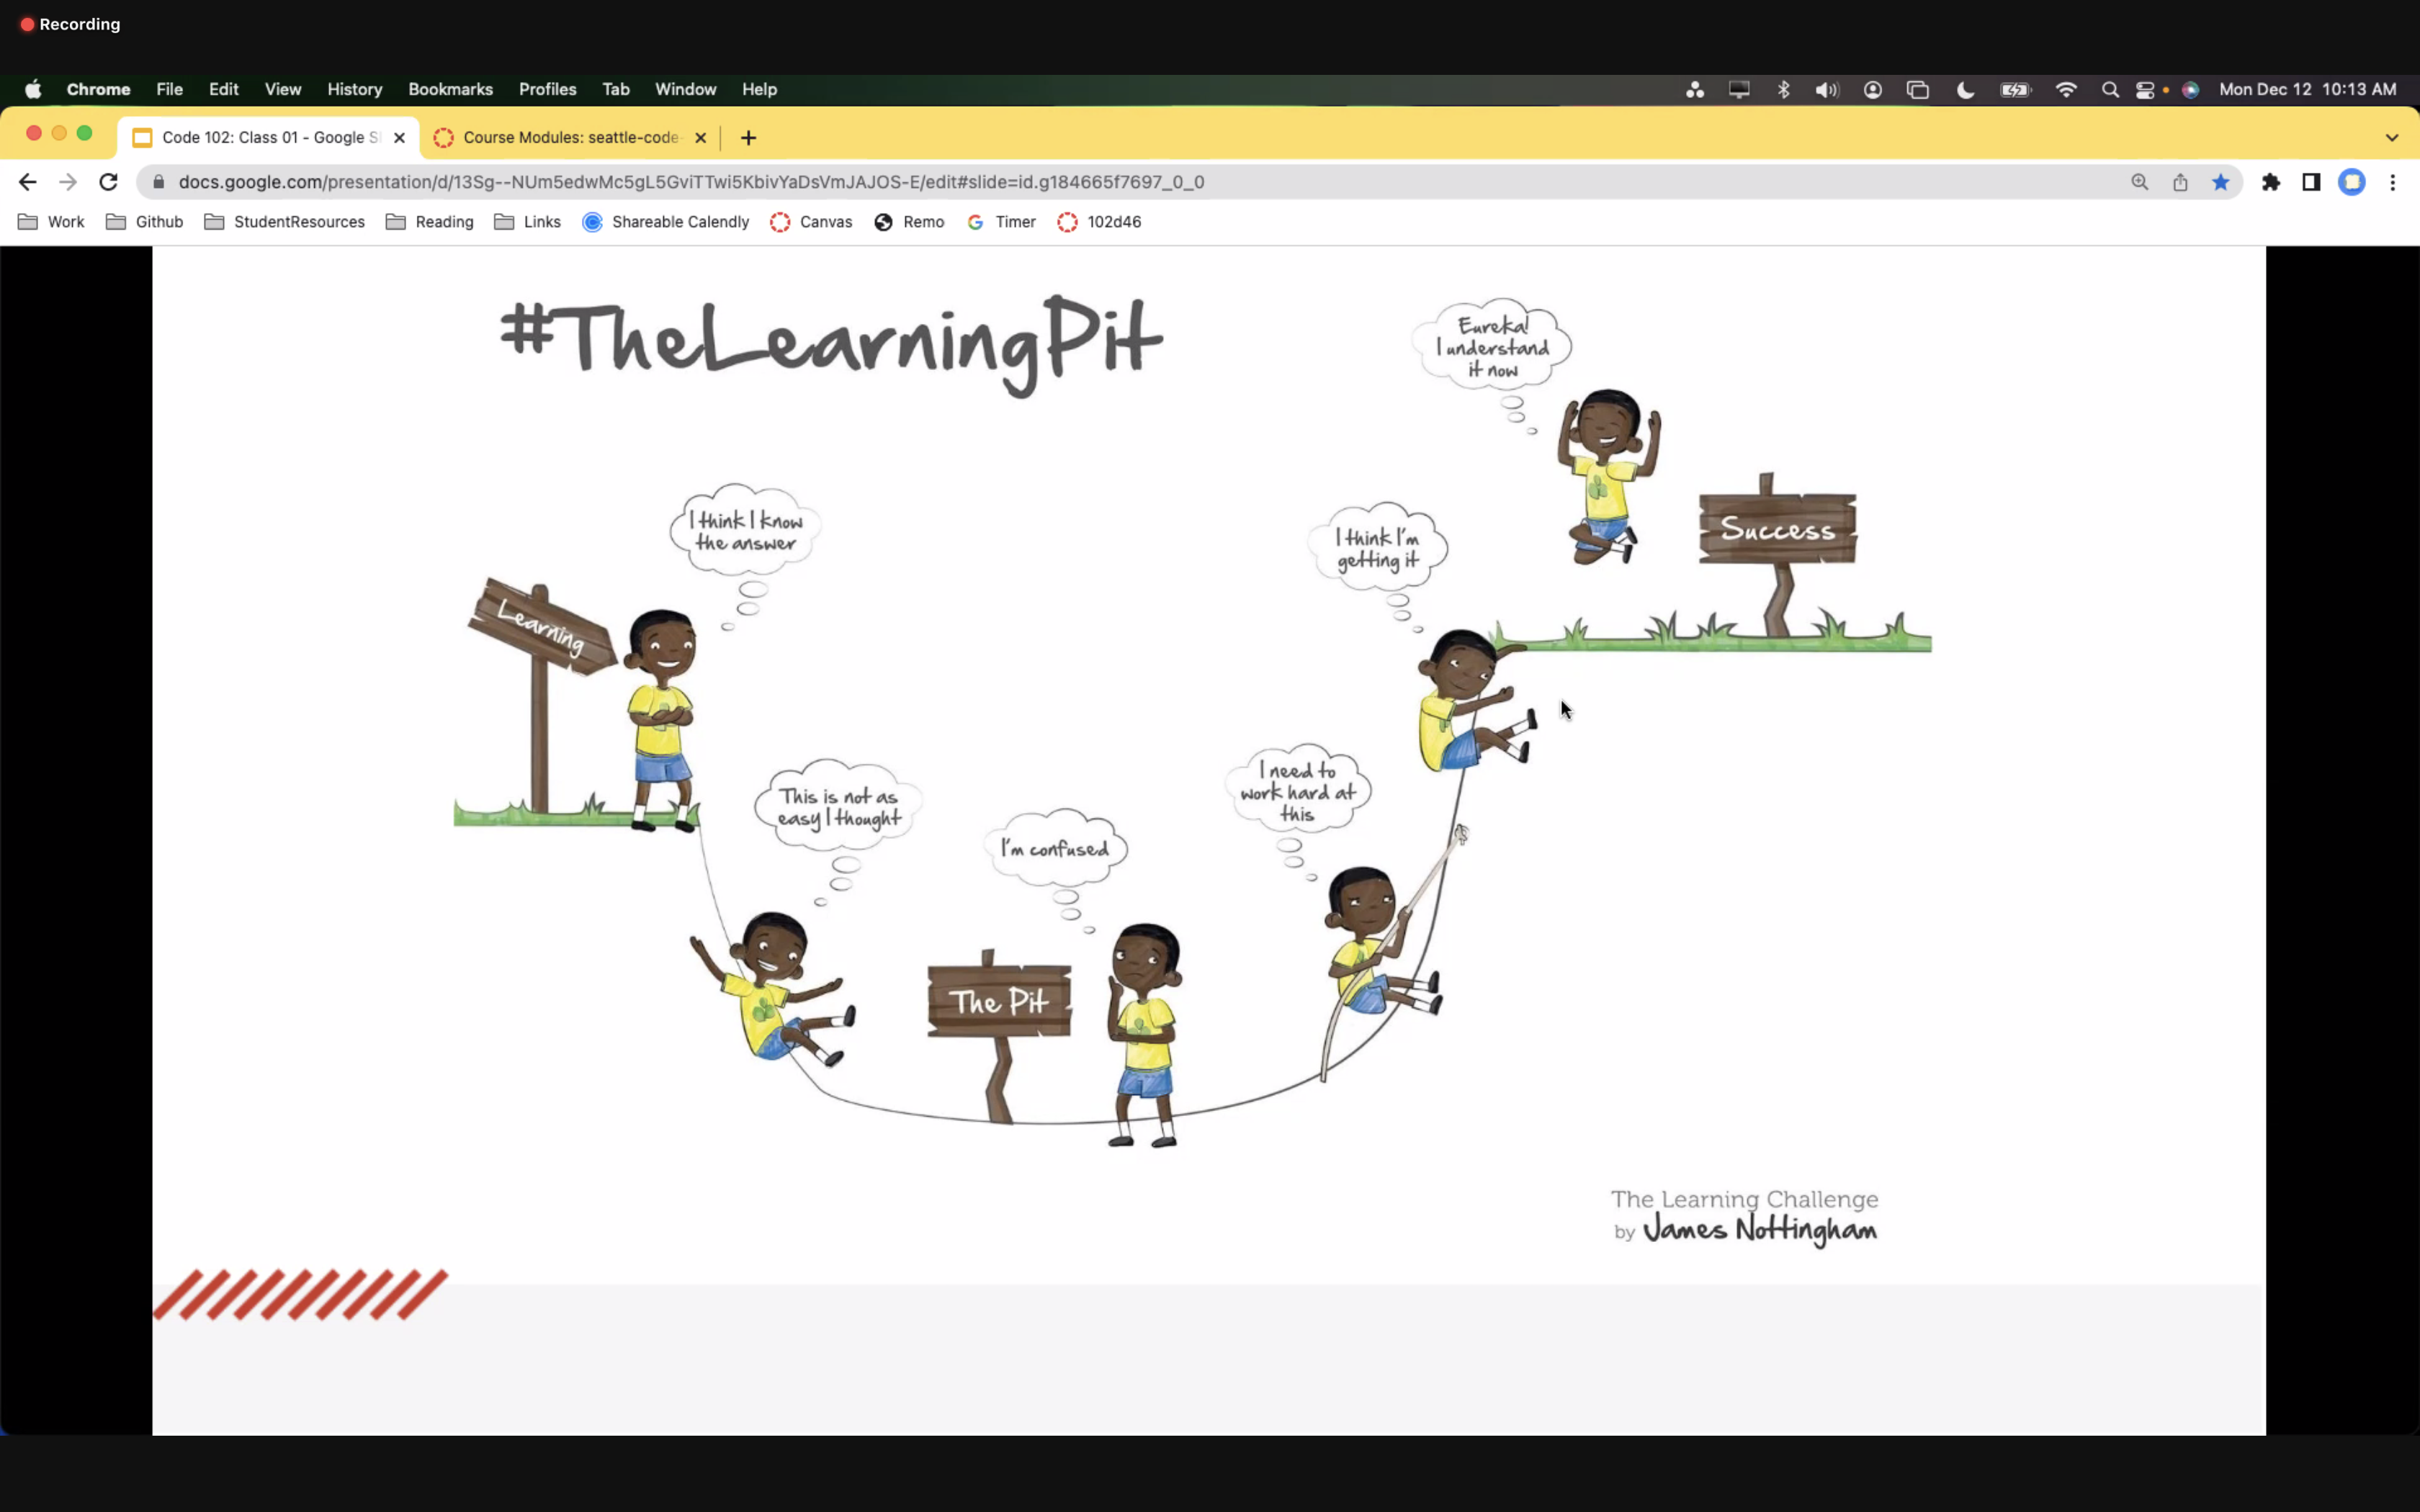 Recording
Chrome File Edit View History Bookmarks Profiles Tab Window Help Mon Dec 12 10:13 AM
Code 102: Class 01 - Google Sl Course Modules: seattle-code-
docs.google.com/presentation/d/13Sg--NUm5edwMc5gL5GviTTwi5KbivYaDsVmJAJOS-E/edit#slide=id.g184665f7697_0_0
Work Github StudentResources Reading Links Shareable Calendly Canvas Remo Timer 102d46
#TheLearningPit
Learning
I think I know
the answer
This is not as
easy I thought
The Pit
I'm confused
I need to
work hard at
this
I think I'm
getting it
Eureka!
I understand
it now
Success
The Learning Challenge
by James Nottingham